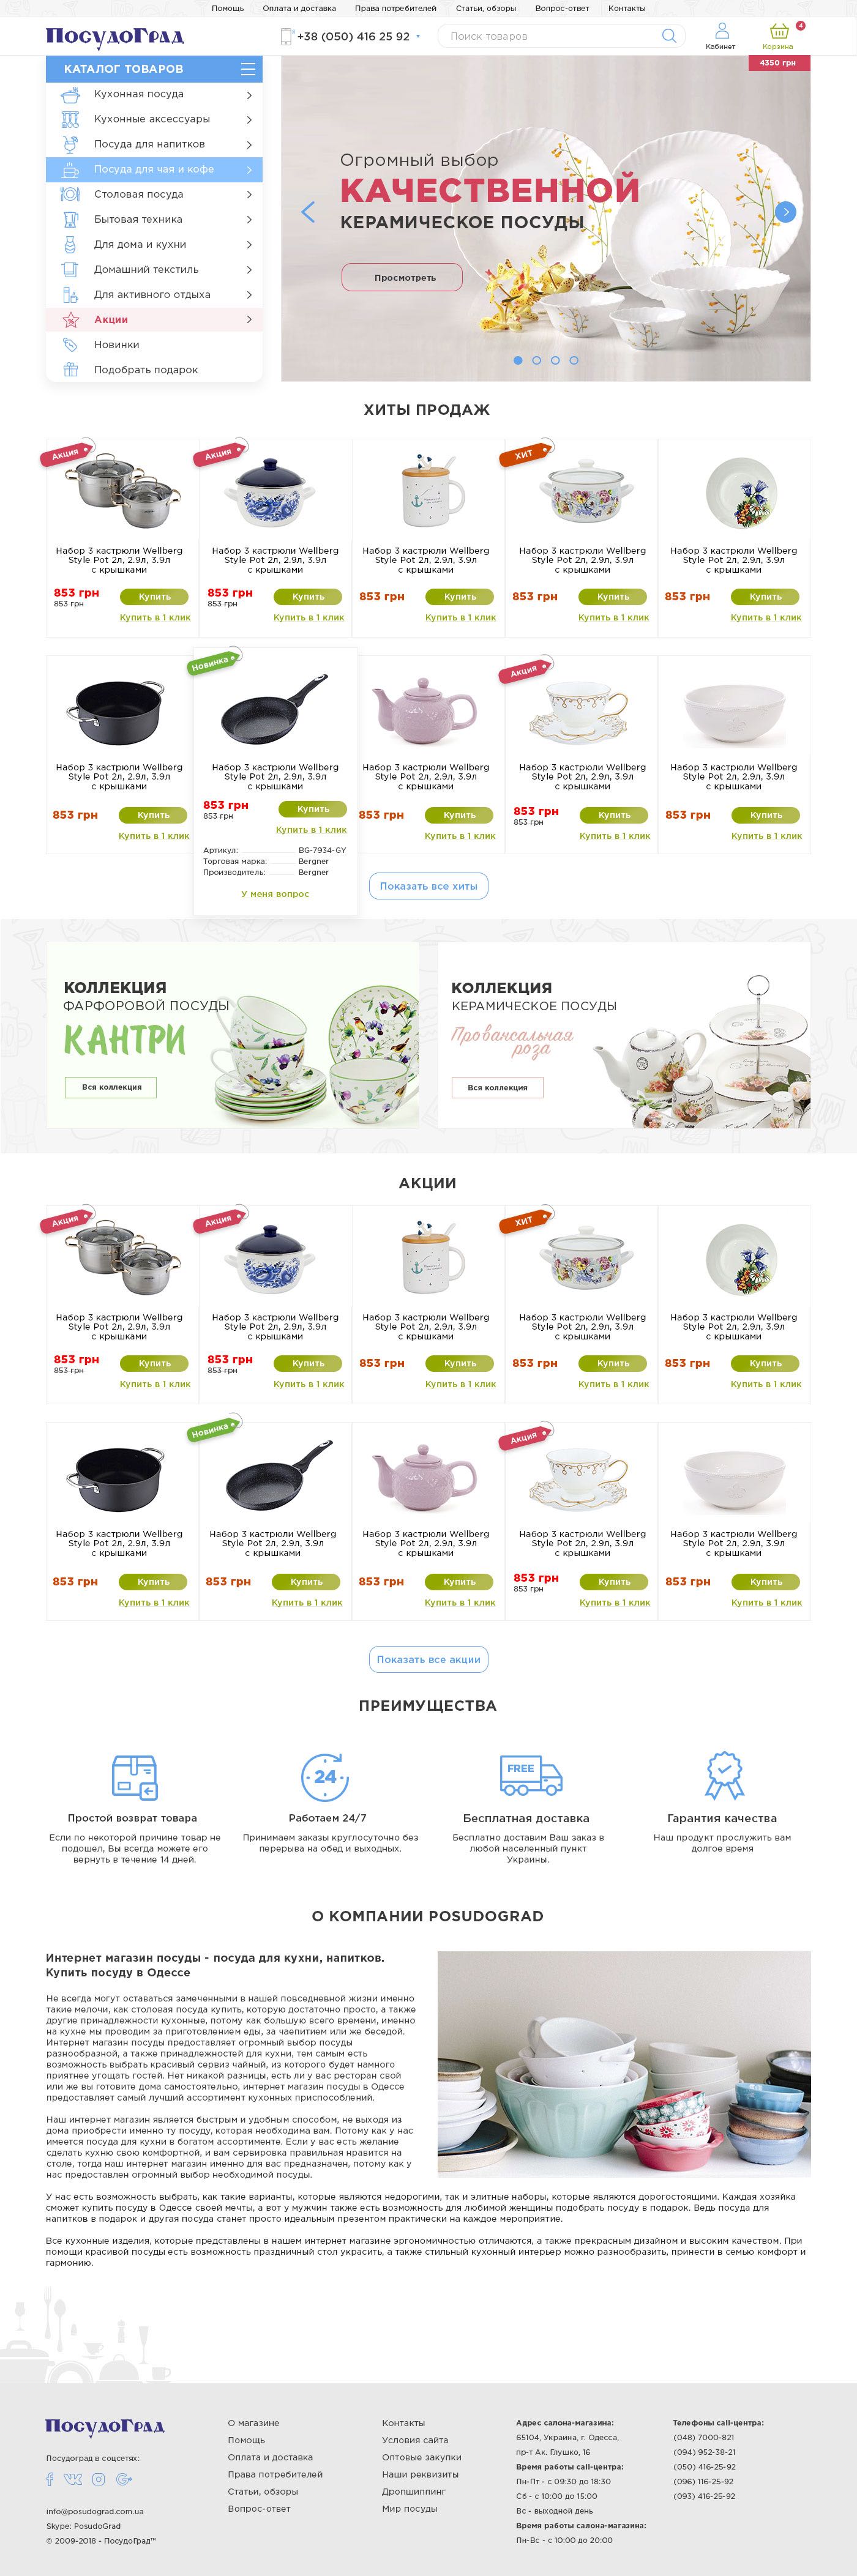 Помощь Оплата и доставка Права потребителей Статьи, обзоры Вопрос-ответ Контакты
ПосудоГрад
+38 (050) 416 25 92
Поиск товаров
Кабинет
Корзина
4
4350 грн
КАТАЛОГ ТОВАРОВ
Кухонная посуда
Кухонные аксессуары
Посуда для напитков
Посуда для чая и кофе
Столовая посуда
Бытовая техника
Для дома и кухни
Домашний текстиль
Для активного отдыха
Акции
Новинки
Подобрать подарок
Огромный выбор
КАЧЕСТВЕННОЙ
КЕРАМИЧЕСКОЕ ПОСУДЫ
Просмотреть
ХИТЫ ПРОДАЖ
Акция
Набор 3 кастрюли Wellberg
Style Pot 2л, 2.9л, 3.9л
с крышками
853 грн
853 грн
Купить
Купить в 1 клик
Акция
Набор 3 кастрюли Wellberg
Style Pot 2л, 2.9л, 3.9л
с крышками
853 грн
853 грн
Купить
Купить в 1 клик
Набор 3 кастрюли Wellberg
Style Pot 2л, 2.9л, 3.9л
с крышками
853 грн
Купить
Купить в 1 клик
ХИТ
Набор 3 кастрюли Wellberg
Style Pot 2л, 2.9л, 3.9л
с крышками
853 грн
Купить
Купить в 1 клик
Набор 3 кастрюли Wellberg
Style Pot 2л, 2.9л, 3.9л
с крышками
853 грн
Купить
Купить в 1 клик
Набор 3 кастрюли Wellberg
Style Pot 2л, 2.9л, 3.9л
с крышками
853 грн
Купить
Купить в 1 клик
Новинка
Набор 3 кастрюли Wellberg
Style Pot 2л, 2.9л, 3.9л
с крышками
853 грн
853 грн
Купить
Купить в 1 клик
Артикул: BG-7934-GY
Торговая марка: Bergner
Производитель: Bergner
У меня вопрос
Набор 3 кастрюли Wellberg
Style Pot 2л, 2.9л, 3.9л
с крышками
853 грн
Купить
Купить в 1 клик
Акция
Набор 3 кастрюли Wellberg
Style Pot 2л, 2.9л, 3.9л
с крышками
853 грн
853 грн
Купить
Купить в 1 клик
Набор 3 кастрюли Wellberg
Style Pot 2л, 2.9л, 3.9л
с крышками
853 грн
Купить
Купить в 1 клик
Показать все хиты
КОЛЛЕКЦИЯ
ФАРФОРОВОЙ ПОСУДЫ
КАНТРИ
Вся коллекция
КОЛЛЕКЦИЯ
КЕРАМИЧЕСКОЕ ПОСУДЫ
Провансальная
роза
Вся коллекция
АКЦИИ
Акция
Набор 3 кастрюли Wellberg
Style Pot 2л, 2.9л, 3.9л
с крышками
853 грн
853 грн
Купить
Купить в 1 клик
Акция
Набор 3 кастрюли Wellberg
Style Pot 2л, 2.9л, 3.9л
с крышками
853 грн
853 грн
Купить
Купить в 1 клик
Набор 3 кастрюли Wellberg
Style Pot 2л, 2.9л, 3.9л
с крышками
853 грн
Купить
Купить в 1 клик
ХИТ
Набор 3 кастрюли Wellberg
Style Pot 2л, 2.9л, 3.9л
с крышками
853 грн
Купить
Купить в 1 клик
Набор 3 кастрюли Wellberg
Style Pot 2л, 2.9л, 3.9л
с крышками
853 грн
Купить
Купить в 1 клик
Набор 3 кастрюли Wellberg
Style Pot 2л, 2.9л, 3.9л
с крышками
853 грн
Купить
Купить в 1 клик
Новинка
Набор 3 кастрюли Wellberg
Style Pot 2л, 2.9л, 3.9л
с крышками
853 грн
Купить
Купить в 1 клик
Набор 3 кастрюли Wellberg
Style Pot 2л, 2.9л, 3.9л
с крышками
853 грн
Купить
Купить в 1 клик
Акция
Набор 3 кастрюли Wellberg
Style Pot 2л, 2.9л, 3.9л
с крышками
853 грн
853 грн
Купить
Купить в 1 клик
Набор 3 кастрюли Wellberg
Style Pot 2л, 2.9л, 3.9л
с крышками
853 грн
Купить
Купить в 1 клик
Показать все акции
ПРЕИМУЩЕСТВА
Простой возврат товара
Если по некоторой причине товар не
подошел, Вы всегда можете его
вернуть в течение 14 дней.
24
Работаем 24/7
Принимаем заказы круглосуточно без
перерыва на обед и выходных.
FREE
Бесплатная доставка
Бесплатно доставим Ваш заказ в
любой населенный пункт
Украины.
Гарантия качества
Наш продукт прослужить вам
долгое время
О КОМПАНИИ POSUDOGRAD
Интернет магазин посуды - посуда для кухни, напитков.
Купить посуду в Одессе
Не всегда могут оставаться замеченными в нашей повседневной жизни именно
такие мелочи, как столовая посуда купить, которую достаточно просто, а также
другие принадлежности кухонные, потому как большую всего времени, именно
на кухне мы проводим за приготовлением еды, за чаепитием или же беседой.
Интернет магазин посуды предоставляет огромный выбор посуды
разнообразной, а также принадлежностей для кухни, тем самым есть
возможность выбрать красивый сервиз чайный, из которого будет намного
приятнее угощать гостей. Нет никакой разницы, есть ли у вас ресторан свой
или же вы готовите дома самостоятельно, интернет магазин посуды в Одессе
предоставляет самый лучший ассортимент кухонных приспособлений.
Наш интернет магазин является быстрым и удобным способом, не выходя из
дома приобрести именно ту посуду, которая необходима вам. Потому как у нас
имеется посуда для кухни в богатом ассортименте. Если у вас есть желание
сделать кухню свою комфортной, и вам сервировка правильная нравится на
столе, тогда наш интернет магазин именно для вас предназначен, потому как у
нас предоставлен огромный выбор необходимой посуды.
У нас есть возможность выбрать, как такие варианты, которые являются недорогими, так и элитные наборы, которые являются дорогостоящими. Каждая хозяйка
сможет купить посуду в Одессе своей мечты, а вот у мужчин также есть возможность для любимой женщины подобрать посуду в подарок. Ведь посуда для
напитков в подарок и другая посуда станет просто идеальным презентом практически на каждое мероприятие.
Все кухонные изделия, которые представлены в нашем интернет магазине эргономичностью отличаются, а также прекрасным дизайном и высоким качеством. При
помощи красивой посуды есть возможность праздничный стол украсить, а также стильный кухонный интерьер можно разнообразить, принести в семью комфорт и
гармонию.
ПосудоГрад
Посудоград в соцсетях:
info@posudograd.com.ua
Skype: PosudoGrad
© 2009-2018 - ПосудоГрад™
О магазине
Помощь
Оплата и доставка
Права потребителей
Статьи, обзоры
Вопрос-ответ
Контакты
Условия сайта
Оптовые закупки
Наши реквизиты
Дропшиппинг
Мир посуды
Адрес салона-магазина:
65104, Украина, г. Одесса,
пр-т Ак. Глушко, 16
Время работы call-центра:
Пн-Пт - с 09:30 до 18:30
Сб - с 10:00 до 15:00
Вс - выходной день
Время работы салона-магазина:
Пн-Вс - с 10:00 до 20:00
Телефоны call-центра:
(048) 7000-821
(094) 952-38-21
(050) 416-25-92
(096) 116-25-92
(093) 416-25-92